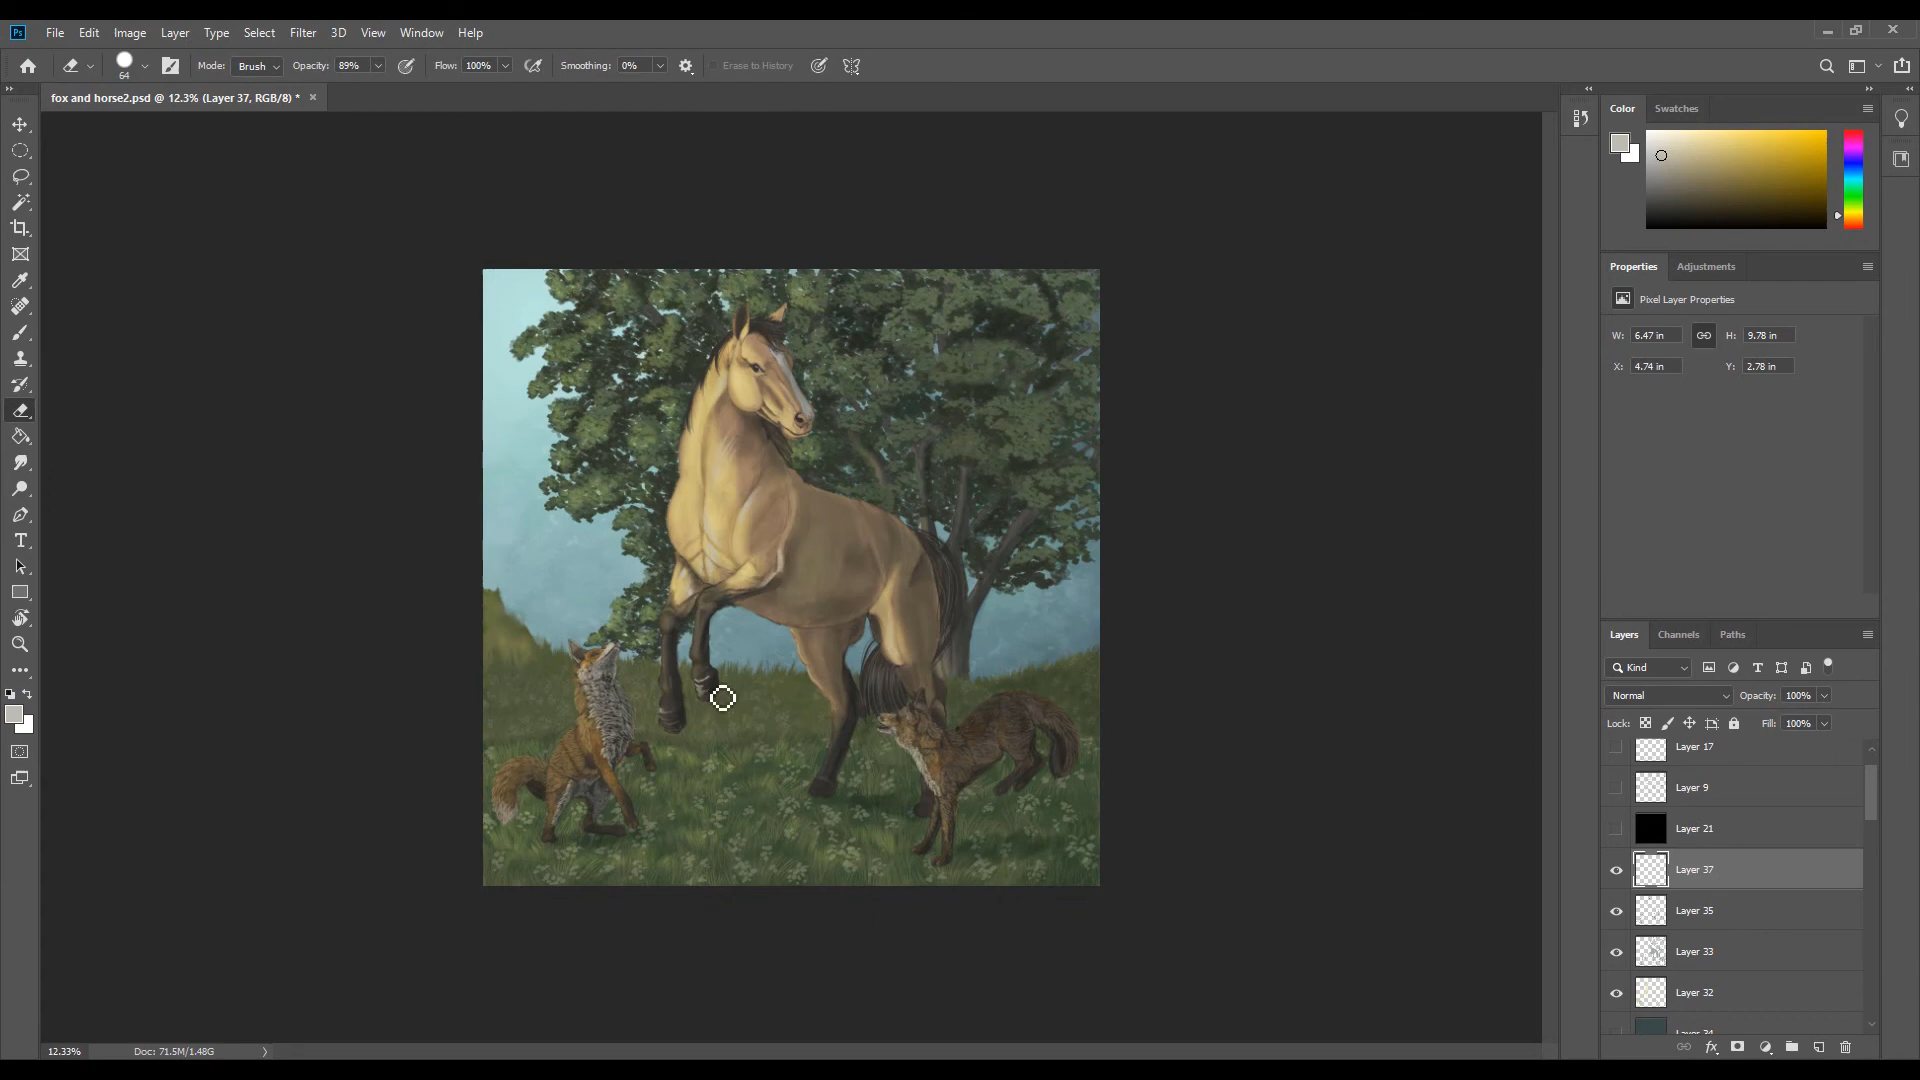 Ps File Edit Image Layer Type Select Filter 3D View Window Help
64 Mode: Brush Opacity: 89% Flow: 100% Smoothing: 0% Erase to History
fox and horse2.psd @ 12.3% (Layer 37, RGB/8) *
Color Swatches
Properties Adjustments
Pixel Layer Properties
W: 6.47 in H: 9.78 in
X: 4.74 in Y: 2.78 in
Layers Channels Paths
Kind
Normal Opacity: 100%
Lock: Fill: 100%
Layer 17
Layer 9
Layer 21
Layer 37
Layer 35
Layer 33
Layer 32
Layer 34
12.33% Doc: 71.5M/1.48G